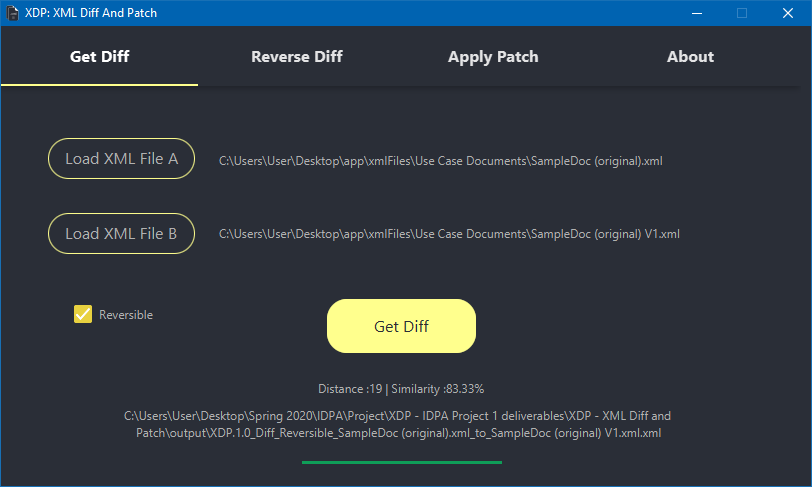 XDP: XML Diff And Patch
Get Diff
Reverse Diff
Apply Patch
About
Load XML File A
C:\Users\User\Desktop\app\xmlFiles\Use Case Documents\SampleDoc (original).xml
Load XML File B
C:\Users\User\Desktop\app\xmlFiles\Use Case Documents\SampleDoc (original) V1.xml
Reversible
Get Diff
Distance :19 | Similarity :83.33%
C:\Users\User\Desktop\Spring 2020\IDPA\Project\XDP - IDPA Project 1 deliverables\XDP - XML Diff and
Patch\output\XDP.1.0_Diff_Reversible_SampleDoc (original).xml_to_SampleDoc (original) V1.xml.xml